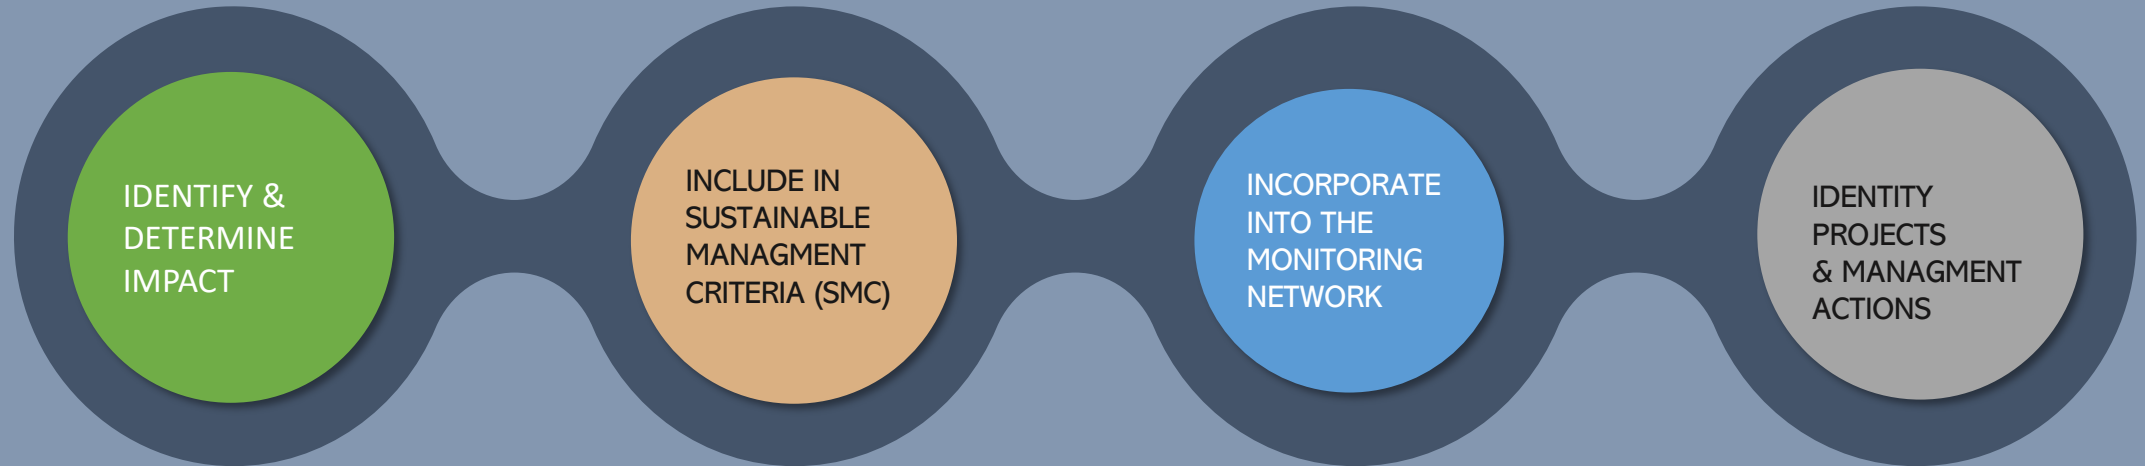 IDENTIFY &
DETERMINE
IMPACT
INCLUDE IN
SUSTAINABLE
MANAGMENT
CRITERIA (SMC)
INCORPORATE
INTO THE
MONITORING
NETWORK
IDENTITY
PROJECTS
& MANAGMENT
ACTIONS